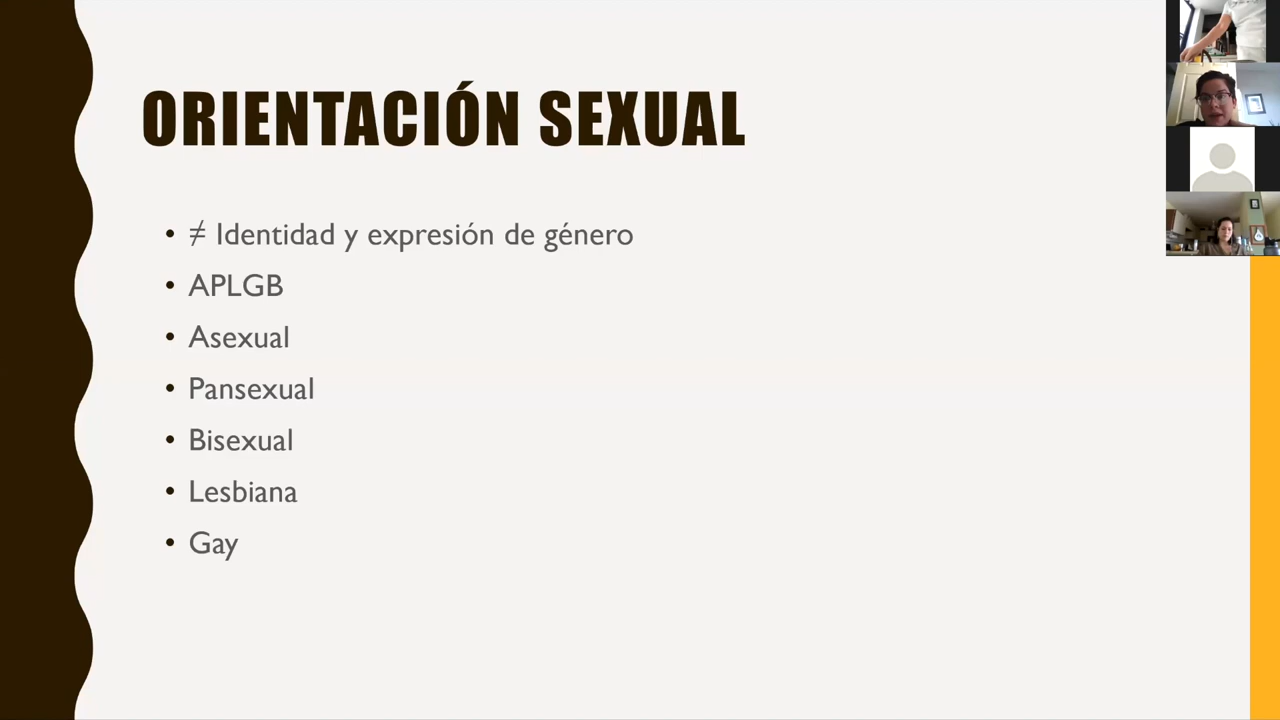 ORIENTACIÓN SEXUAL
• ≠ Identidad y expresión de género
• APLGB
• Asexual
• Pansexual
• Bisexual
• Lesbiana
• Gay